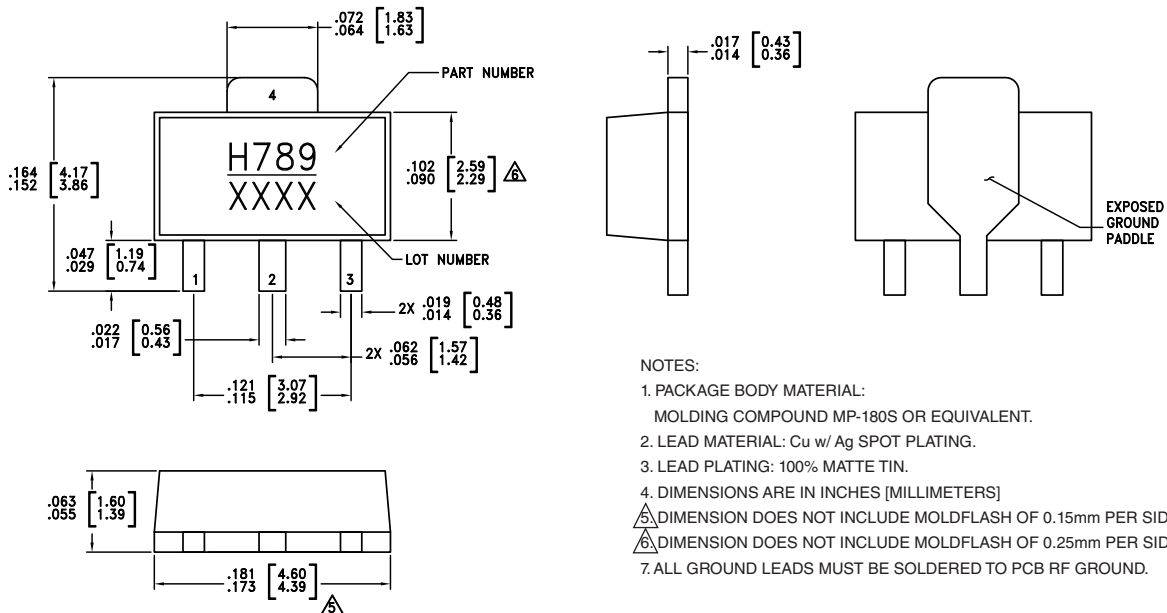 .072 [1.83]
.064 [1.63]
.017 [0.43]
.014 [0.36]
PART NUMBER
4
H789
XXXX
.164 [4.17]
.152 [3.86]
.102 [2.59]
.090 [2.29] 6
LOT NUMBER
.047 [1.19]
.029 [0.74]
1
2
3
2X .019 [0.48]
.014 [0.36]
.022 [0.56]
.017 [0.43]
2X .062 [1.57]
.056 [1.42]
.121 [3.07]
.115 [2.92]
EXPOSED
GROUND
PADDLE
.063 [1.60]
.055 [1.39]
.181 [4.60]
.173 [4.39]
5
NOTES:
1. PACKAGE BODY MATERIAL:
MOLDING COMPOUND MP-180S OR EQUIVALENT.
2. LEAD MATERIAL: Cu w/ Ag SPOT PLATING.
3. LEAD PLATING: 100% MATTE TIN.
4. DIMENSIONS ARE IN INCHES [MILLIMETERS]
5. DIMENSION DOES NOT INCLUDE MOLDFLASH OF 0.15mm PER SID
6. DIMENSION DOES NOT INCLUDE MOLDFLASH OF 0.25mm PER SID
7. ALL GROUND LEADS MUST BE SOLDERED TO PCB RF GROUND.